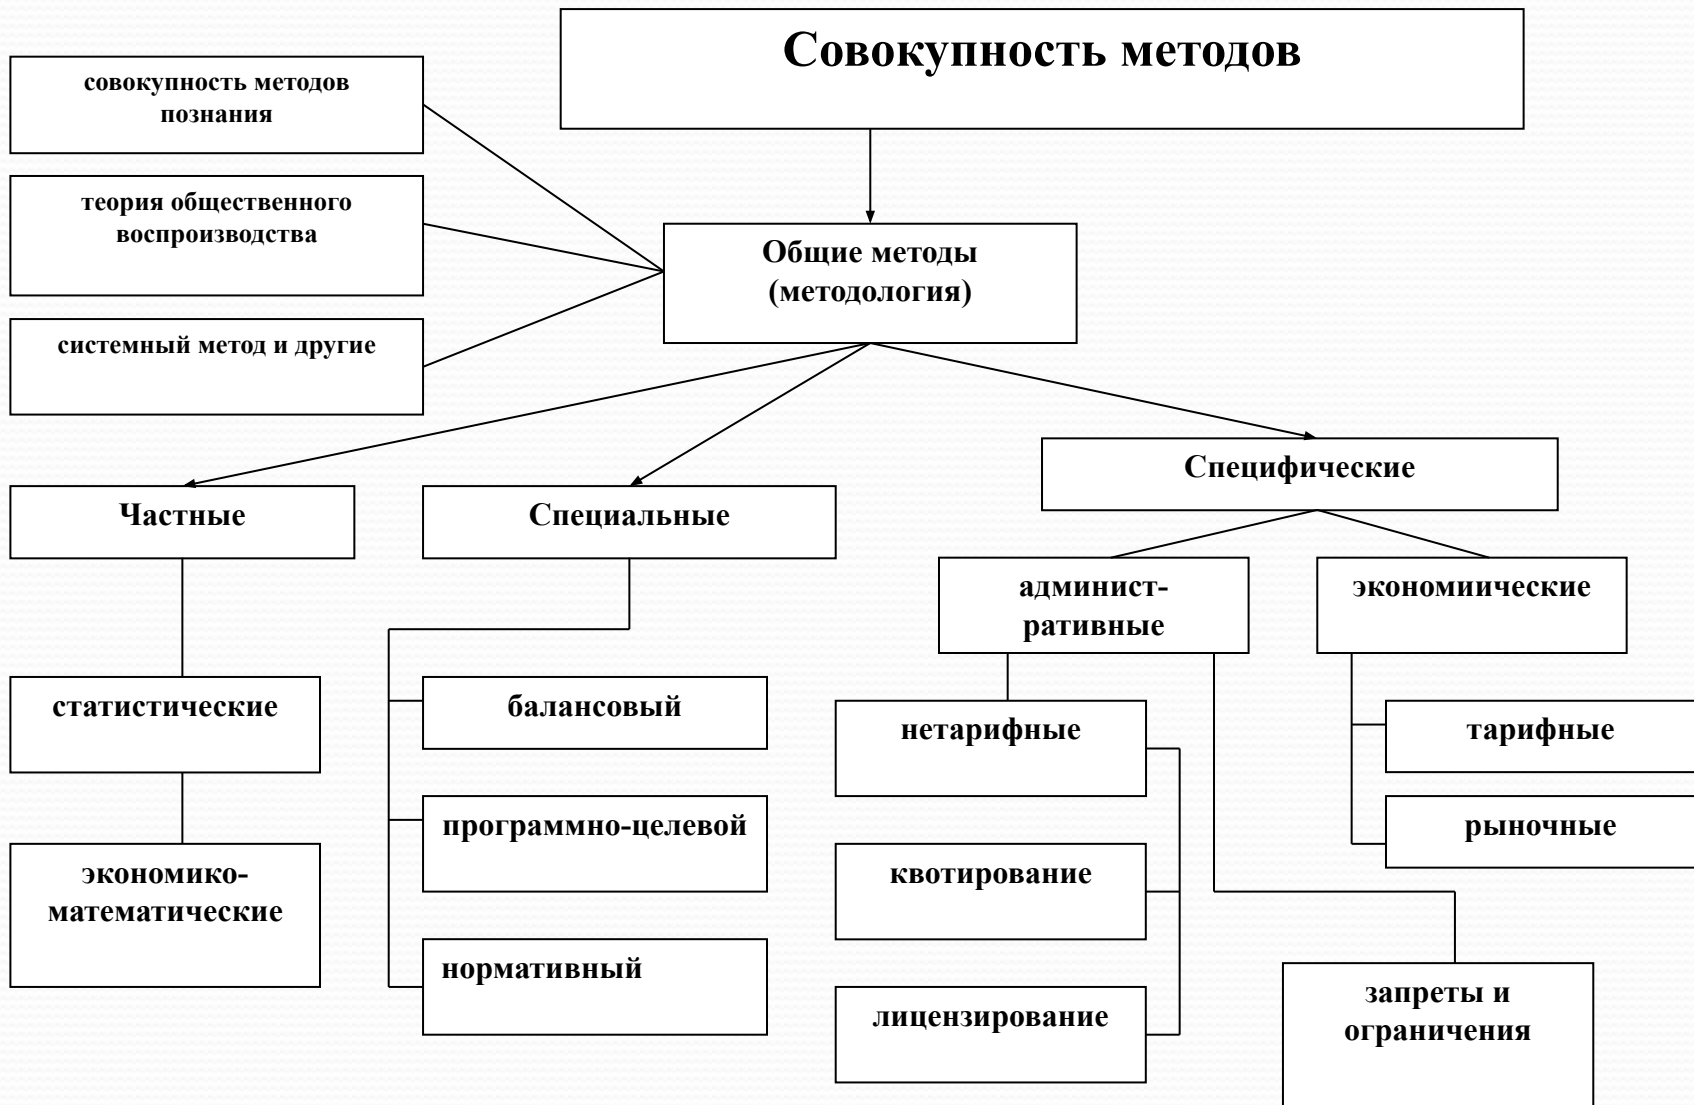 Совокупность методов
совокупность методов
познания
теория общественного
воспроизводства
системный метод и другие
Общие методы
(методология)
Частные
Специальные
Специфические
админист-
ративные
экономиические
статистические
экономико-
математические
балансовый
программно-целевой
нормативный
нетарифные
квотирование
лицензирование
тарифные
рыночные
запреты и
ограничения